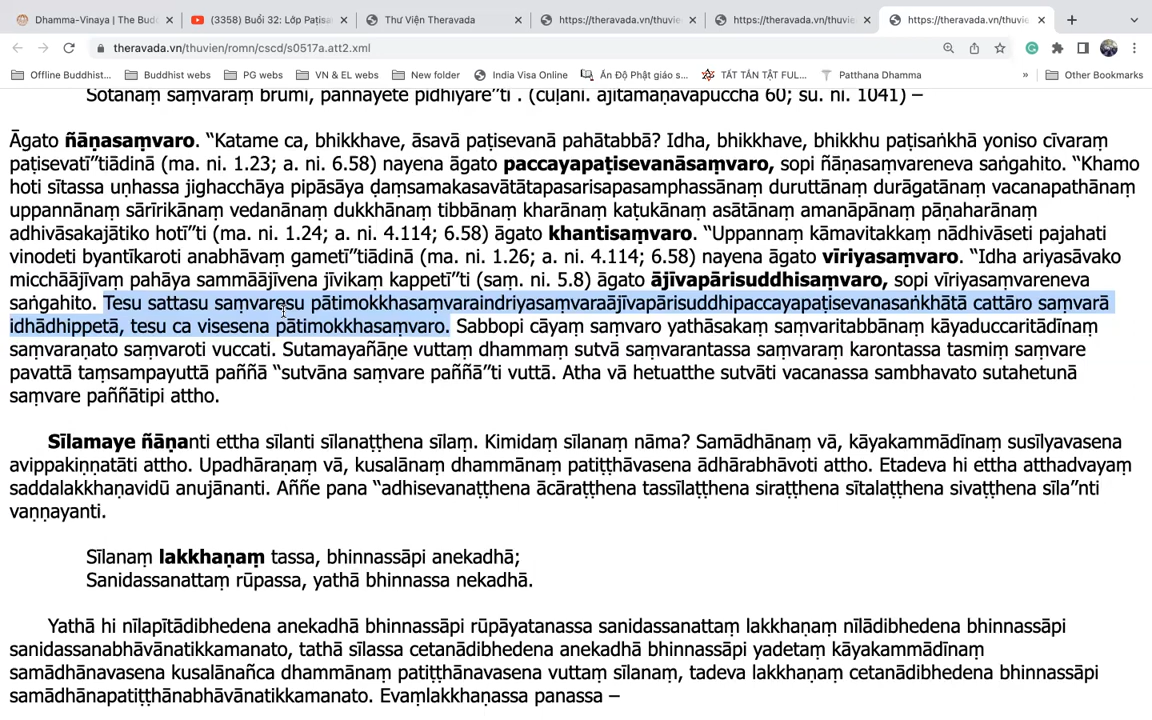 Dhamma-Vinaya | The Bud
(3358) Buổi 32: Lớp Paṭisam
Thư Viện Theravada
https://theravada.vn/thuvie
https://theravada.vn/thuvie
https://theravada.vn/thuvie
theravada.vn/thuvien/romn/cscd/s0517a.att2.xml
Offline Buddhist... Buddhist webs PG webs VN & EL webs New folder India Visa Online Ấn Độ Phật giáo s... TẤT TẦN TẬT FUL... Patthana Dhamma » Other Bookmarks
Sotānaṃ saṃvaraṃ brūmi, paññāyete pidhīyare”ti . (cūḷani. ajitamāṇavapucchā 60; su. ni. 1041) –
Āgato ñāṇasaṃvaro. “Katame ca, bhikkhave, āsavā paṭisevanā pahātabbā? Idha, bhikkhave, bhikkhu paṭisaṅkhā yoniso cīvaraṃ
paṭisevatī”tiādinā (ma. ni. 1.23; a. ni. 6.58) nayena āgato paccayapaṭisevanāsaṃvaro, sopi ñāṇasaṃvareneva saṅgahito. “Khamo
hoti sītassa uṇhassa jighacchāya pipāsāya ḍaṃsamakasavātātapasarīsapasamphassānaṃ duruttānaṃ durāgatānaṃ vacanapathānaṃ
uppannānaṃ sārīrikānaṃ vedanānaṃ dukkhānaṃ tibbānaṃ kharānaṃ kaṭukānaṃ asātānaṃ amanāpānaṃ pāṇaharānaṃ
adhivāsakajātiko hotī”ti (ma. ni. 1.24; a. ni. 4.114; 6.58) āgato khantisaṃvaro. “Uppannaṃ kāmavitakkaṃ nādhivāseti pajahati
vinodeti byantīkaroti anabhāvaṃ gametī”tiādinā (ma. ni. 1.26; a. ni. 4.114; 6.58) nayena āgato vīriyasaṃvaro. “Idha ariyasāvako
micchāājīvaṃ pahāya sammāājīvena jīvikaṃ kappetī”ti (saṃ. ni. 5.8) āgato ājīvapārisuddhisaṃvaro, sopi vīriyasaṃvareneva
saṅgahito. Tesu sattasu saṃvaresu pātimokkhasaṃvaraindriyasaṃvaraājīvapārisuddhipaccayapaṭisevanasaṅkhātā cattāro saṃvarā
idhādhippetā, tesu ca visesena pātimokkhasaṃvaro. Sabbopi cāyaṃ saṃvaro yathāsakaṃ saṃvaritabbānaṃ kāyaduccaritādīnaṃ
saṃvaraṇato saṃvaroti vuccati. Sutamayañāṇe vuttaṃ dhammaṃ sutvā saṃvarantassa saṃvaraṃ karontassa tasmiṃ saṃvare
pavattā taṃsampayuttā paññā “sutvāna saṃvare paññā”ti vuttā. Atha vā hetuatthe sutvāti vacanassa sambhavato sutahetunā
saṃvare paññātipi attho.
Sīlamaye ñāṇanti ettha sīlanti sīlanaṭṭhena sīlaṃ. Kimidaṃ sīlanaṃ nāma? Samādhānaṃ vā, kāyakammādīnaṃ susīlyavasena
avippakiṇṇatāti attho. Upadhāraṇaṃ vā, kusalānaṃ dhammānaṃ patiṭṭhāvasena ādhārabhāvoti attho. Etadeva hi ettha atthadvayaṃ
saddalakkhaṇavidū anujānanti. Aññe pana “adhisevanaṭṭhena ācāraṭṭhena tassīlaṭṭhena siraṭṭhena sītalaṭṭhena sivaṭṭhena sīla”nti
vaṇṇayanti.
Sīlanaṃ lakkhaṇaṃ tassa, bhinnassāpi anekadhā;
Sanidassanattaṃ rūpassa, yathā bhinnassa nekadhā.
Yathā hi nīlapītādibhedena anekadhā bhinnassāpi rūpāyatanassa sanidassanattaṃ lakkhaṇaṃ nīlādibhedena bhinnassāpi
sanidassanabhāvānatikkamanato, tathā sīlassa cetanādibhedena anekadhā bhinnassāpi yadetaṃ kāyakammādīnaṃ
samādhānavasena kusalānañca dhammānaṃ patiṭṭhānavasena vuttaṃ sīlanaṃ, tadeva lakkhaṇaṃ cetanādibhedena bhinnassāpi
samādhānapatiṭṭhānabhāvānatikkamanato. Evaṃlakkhaṇassa panassa –